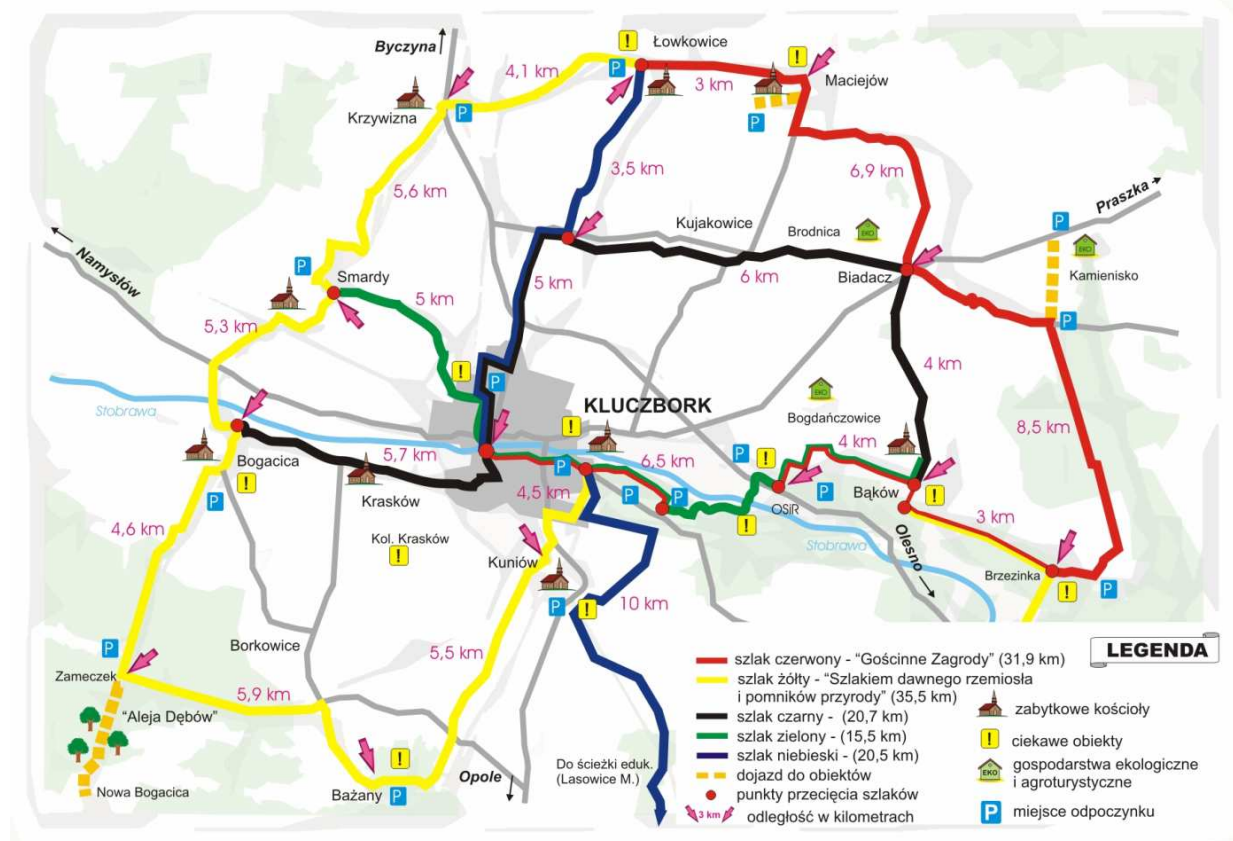 Byczyna
Łowkowice
4,1 km
3 km
Maciejów
P
Krzywizna
P
P
3,5 km
5,6 km
6,9 km
Praszka
Kujakowice
Brodnica
EKO
P
EKO
Namysłów
P
Smardy
5 km
6 km
Biadacz
Kamienisko
5 km
5,3 km
P
4 km
P
EKO
Stobrawa
KLUCZBORK
Bogdańczowice
4 km
8,5 km
5,7 km
6,5 km
P
Bogacica
P
4,5 km
P
P
P
Bąków
P
Krasków
OSiR
3 km
4,6 km
Kol. Krasków
Kuniów
Stobrawa
Olesno
Brzezinka
P
10 km
P
P
Borkowice
5,5 km
Zameczek
5,9 km
"Aleja Dębów"
Nowa Bogacica
Bażany
P
Opole
Do ścieżki eduk.
(Lasowice M.)
LEGENDA
szlak czerwony - "Gościnne Zagrody" (31,9 km)
szlak żółty - "Szlakiem dawnego rzemiosła
i pomników przyrody" (35,5 km)
szlak czarny - (20,7 km)
szlak zielony - (15,5 km)
szlak niebieski - (20,5 km)
dojazd do obiektów
punkty przecięcia szlaków
3 km
odległość w kilometrach
zabytkowe kościoły
!
ciekawe obiekty
EKO
gospodarstwa ekologiczne
i agroturystyczne
P
miejsce odpoczynku